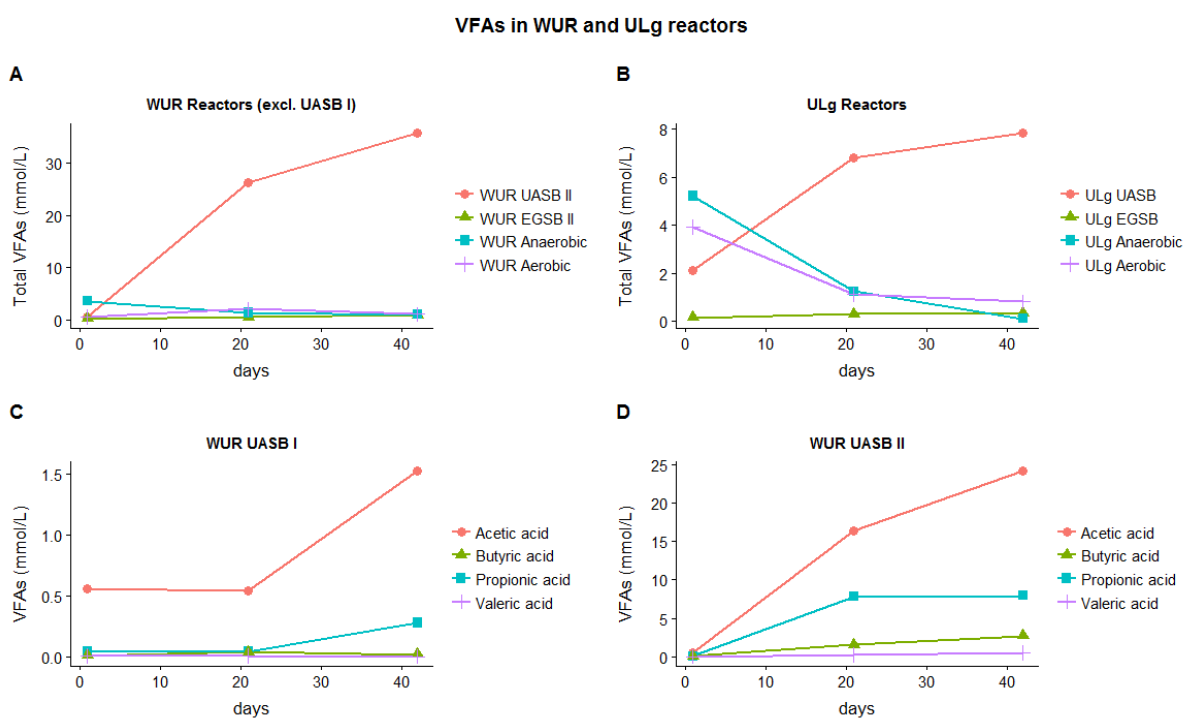 VFAs in WUR and ULg reactors
A
WUR Reactors (excl. UASB I)
Total VFAs (mmol/L)
30
20
10
0
0 10 20 30 40
days
WUR UASB II
WUR EGSB II
WUR Anaerobic
WUR Aerobic
B
ULg Reactors
Total VFAs (mmol/L)
8
6
4
2
0
0 10 20 30 40
days
ULg UASB
ULg EGSB
ULg Anaerobic
ULg Aerobic
C
WUR UASB I
VFAs (mmol/L)
1.5
1.0
0.5
0.0
0 10 20 30 40
days
Acetic acid
Butyric acid
Propionic acid
Valeric acid
D
WUR UASB II
VFAs (mmol/L)
25
20
15
10
5
0
0 10 20 30 40
days
Acetic acid
Butyric acid
Propionic acid
Valeric acid